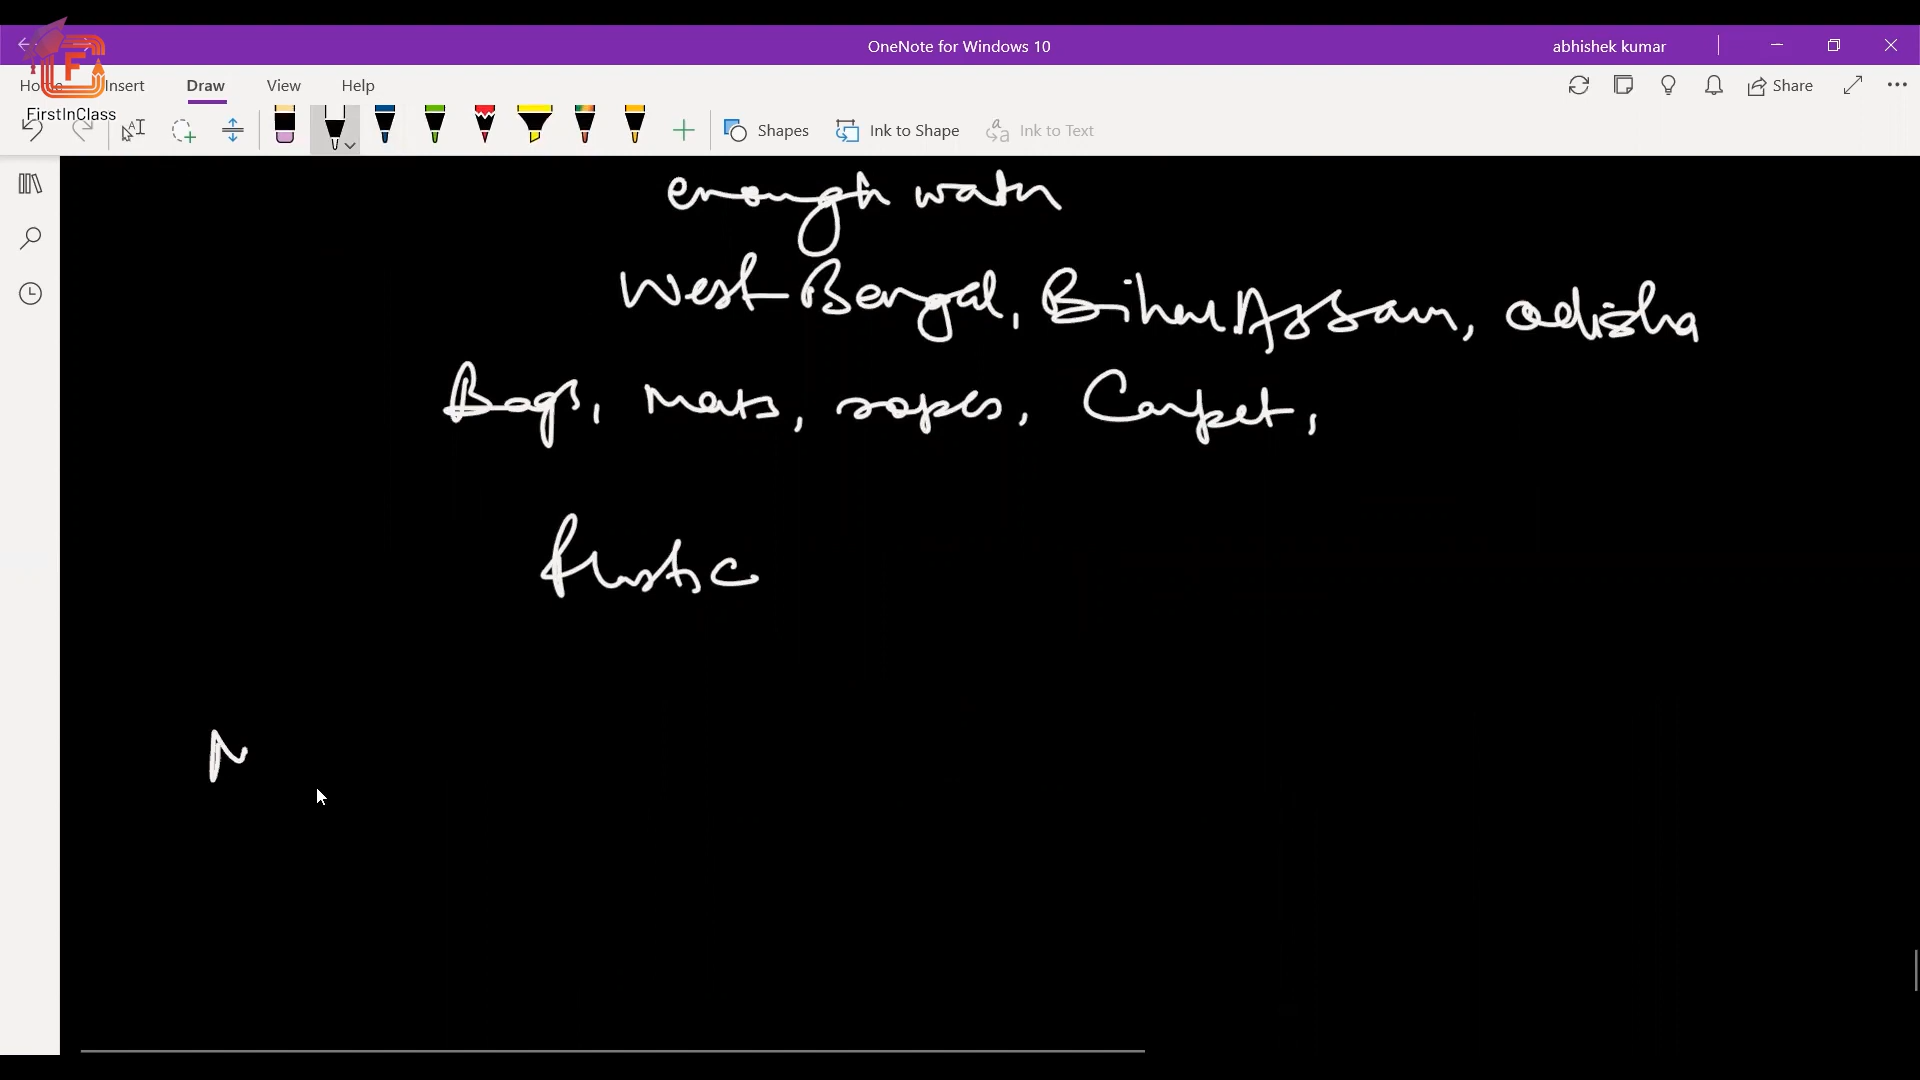 OneNote for Windows 10
abhishek kumar
Home Insert Draw View Help
Share
FirstInClass
Shapes
Ink to Shape
Ink to Text
enough water
West Bengal, Bihar Assam, Odisha
Bags, Mats, ropes, Carpet,
Plastic